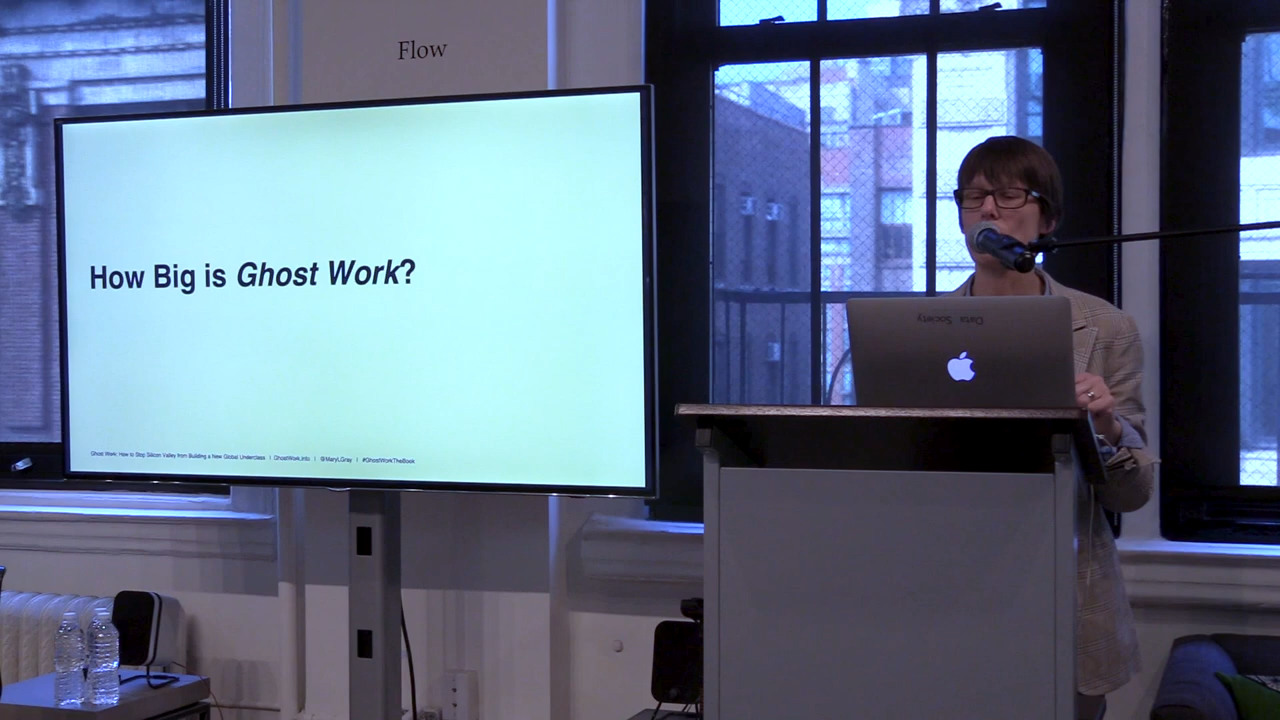 Flow
How Big is Ghost Work?
Ghost Work: How to Stop Silicon Valley from Building a New Global Underclass | GhostWork.info | @MaryLGray | #GhostWorkTheBook
Data Society